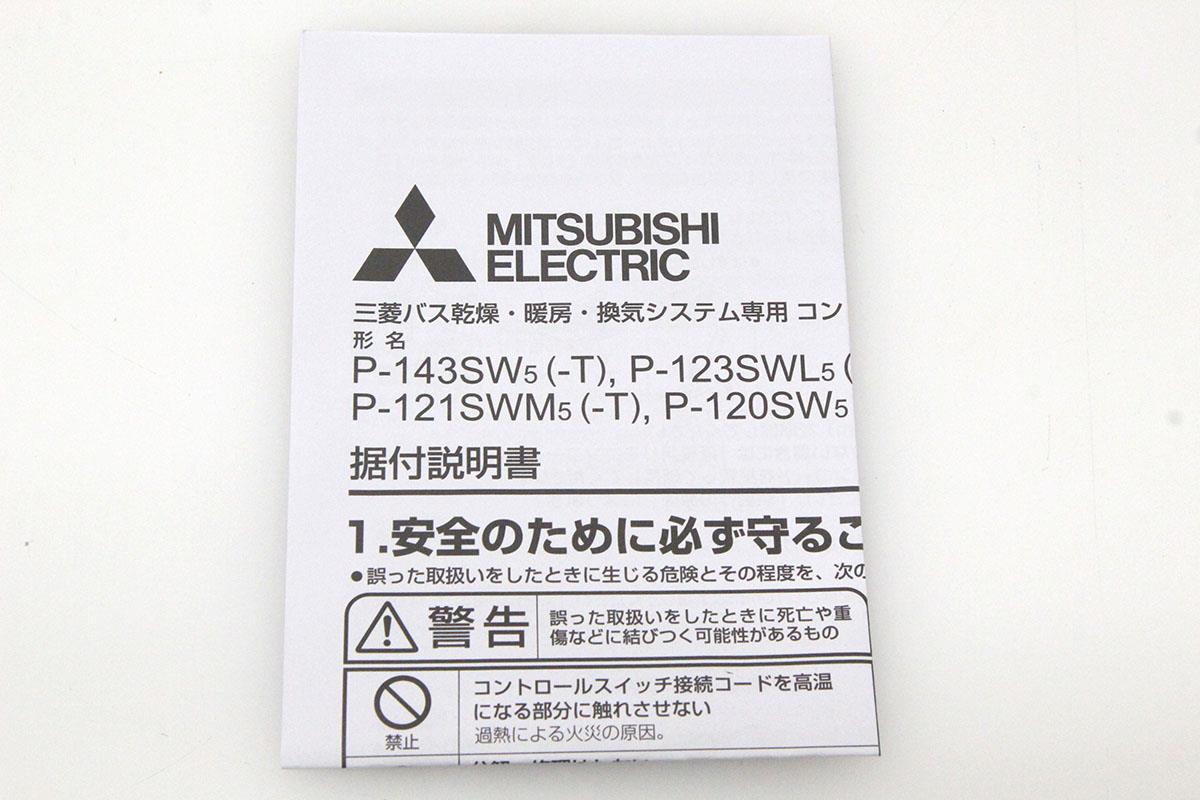 MITSUBISHI
ELECTRIC
三菱バス乾燥・暖房・換気システム専用 コン
形 名
P-143SW5 (-T), P-123SWL5 (
P-121SWM5 (-T), P-120SW5
据付説明書
1.安全のために必ず守るこ
●誤った取扱いをしたときに生じる危険とその程度を、次の
警告
誤った取扱いをしたときに死亡や重
傷などに結びつく可能性があるもの
禁止
コントロールスイッチ接続コードを高温
になる部分に触れさせない
過熱による火災の原因。